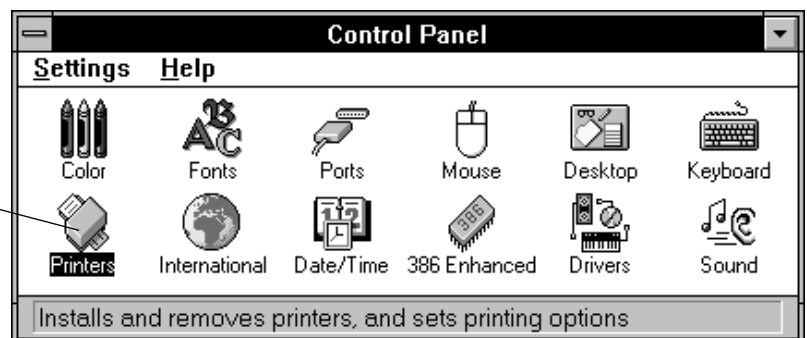 Control Panel
Settings Help
Color Fonts Ports Mouse Desktop Keyboard
Printers International Date/Time 386 Enhanced Drivers Sound
Installs and removes printers, and sets printing options